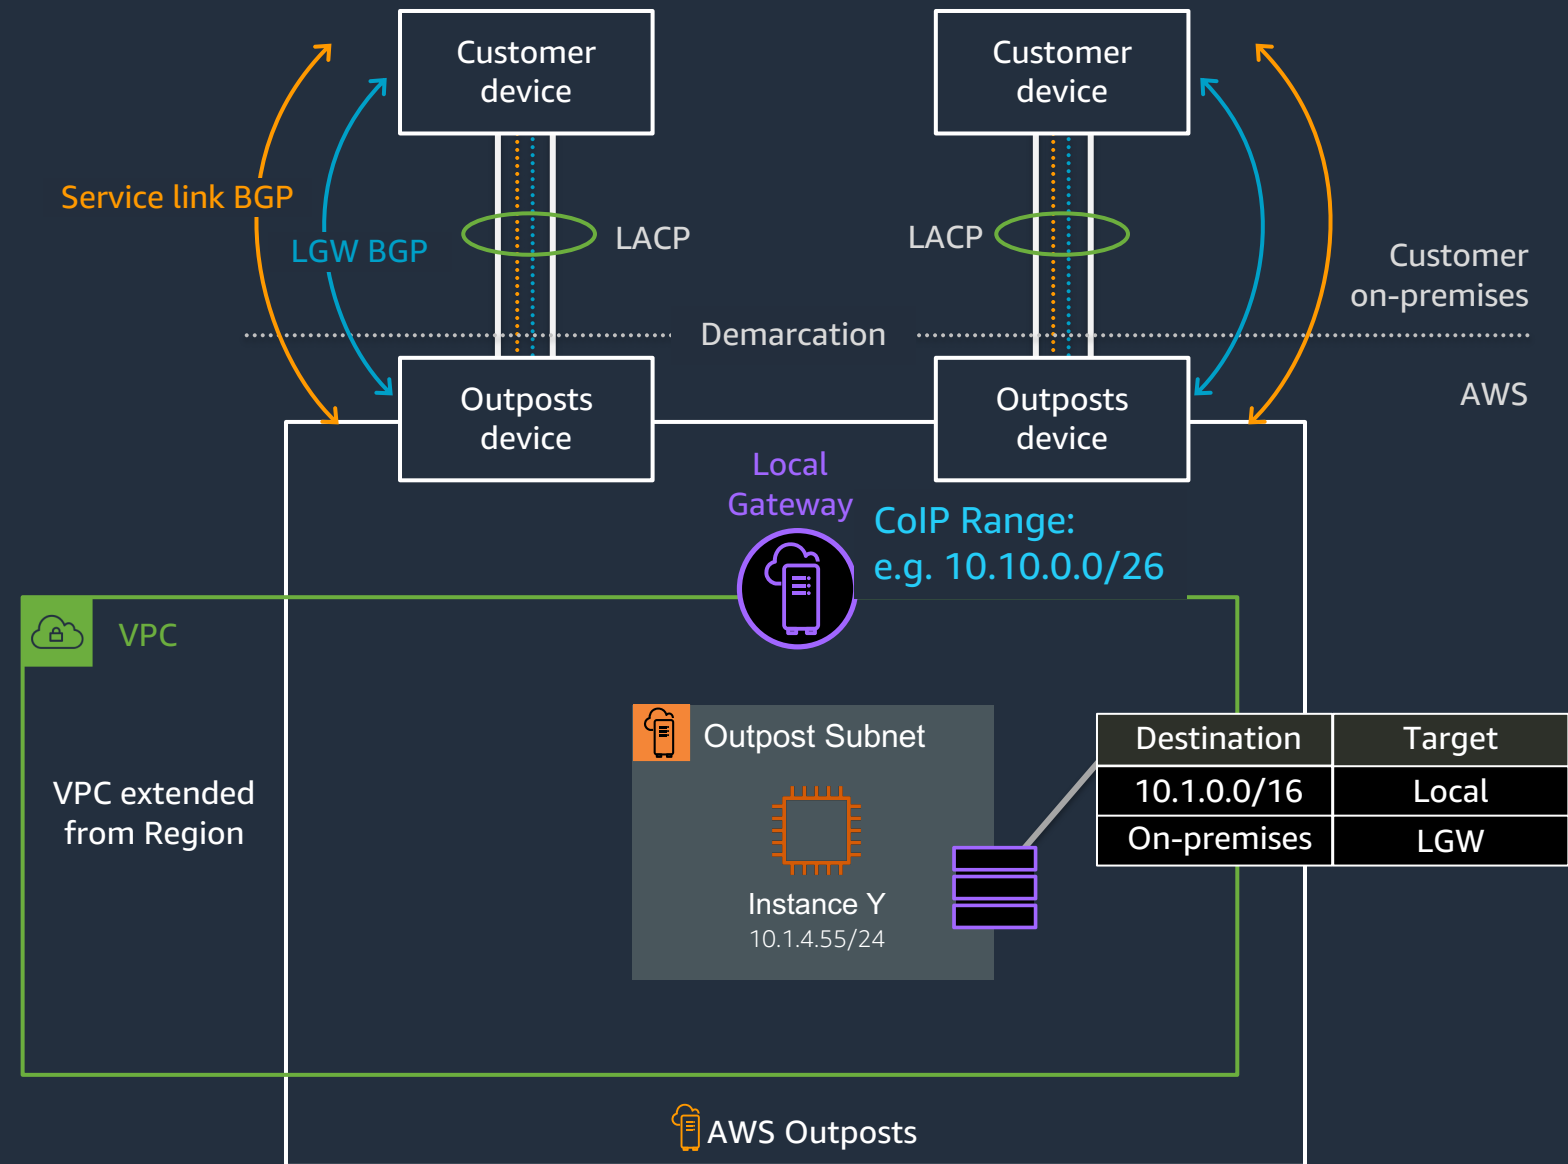 Customer
device
Customer
device
Service link BGP
LGW BGP
LACP
LACP
Customer
on-premises
Demarcation
AWS
Outposts
device
Outposts
device
Local
Gateway
CoIP Range:
e.g. 10.10.0.0/26
VPC
VPC extended
from Region
Outpost Subnet
Instance Y
10.1.4.55/24
Destination Target
10.1.0.0/16 Local
On-premises LGW
AWS Outposts